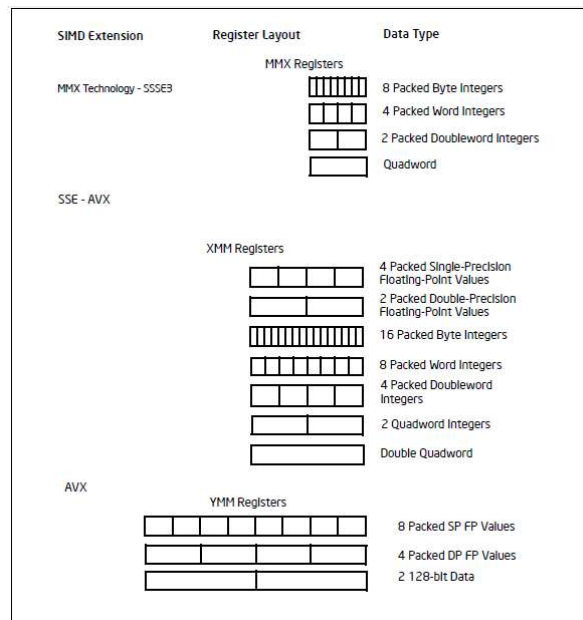 SIMD Extension Register Layout Data Type
MMX Registers
MMX Technology - SSSE3
8 Packed Byte Integers
4 Packed Word Integers
2 Packed Doubleword Integers
Quadword
SSE - AVX
XMM Registers
4 Packed Single-Precision
Floating-Point Values
2 Packed Double-Precision
Floating-Point Values
16 Packed Byte Integers
8 Packed Word Integers
4 Packed Doubleword
Integers
2 Quadword Integers
Double Quadword
AVX
YMM Registers
8 Packed SP FP Values
4 Packed DP FP Values
2 128-bit Data